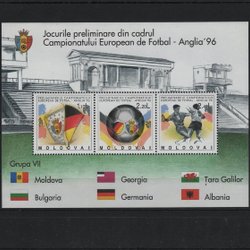 Jocurile preliminare din cadrul
Campionatului European de Fotbal - Anglia '96
MOLDOVA
MOLDOVA
MOLDOVA
Grupa VII
Moldova
Georgia
Tara Galilor
Bulgaria
Germania
Albania